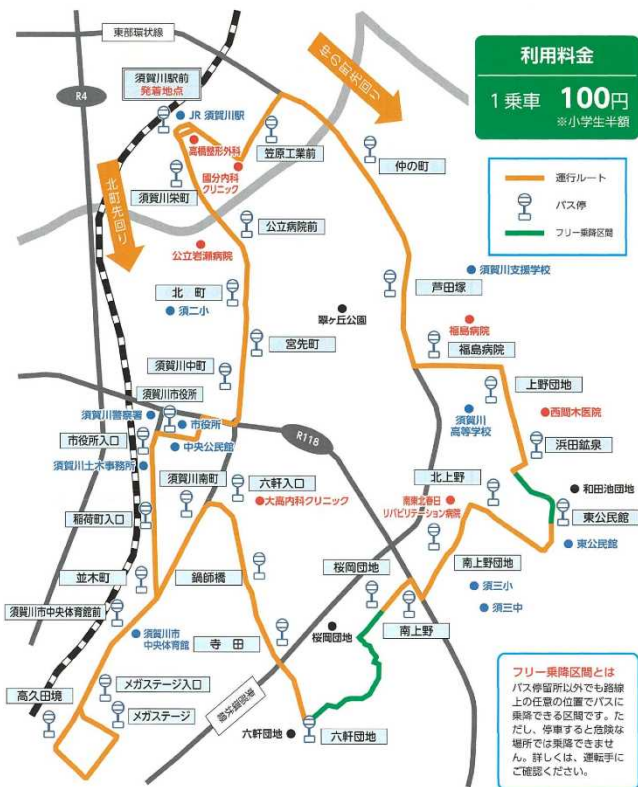 東部環状線
利用料金
1乗車 100円
※小学生半額
須賀川駅前
発着地点
仲の町先回り
R4
JR 須賀川駅
高橋整形外科
笠原工業前
仲の町
運行ルート
國分内科
クリニック
バス停
須賀川栄町
フリー乗降区間
北町先回り
公立病院前
公立岩瀬病院
須賀川支援学校
芦田塚
北 町
翠ヶ丘公園
須二小
福島病院
宮先町
福島病院
須賀川中町
上野団地
須賀川市役所
西間木医院
須賀川警察署
市役所
須賀川
高等学校
市役所入口
中央公民館
R118
浜田鉱泉
須賀川土木事務所
須賀川南町
六軒入口
北上野
大高内科クリニック
南東北春日
リハビリテーション病院
和田池団地
稲荷町入口
東公民館
東公民館
並木町
鍋師橋
桜岡団地
南上野団地
須三小
須賀川市中央体育館前
須三中
須賀川市
中央体育館
寺 田
桜岡団地
南上野
メガステージ入口
高久田境
メガステージ
東部環状線
六軒団地
六軒団地
フリー乗降区間とは
バス停留所以外でも路線
上の任意の位置でバスに
乗降できる区間です。た
だし、停車すると危険な
場所では乗降できませ
ん。詳しくは、運転手に
ご確認ください。